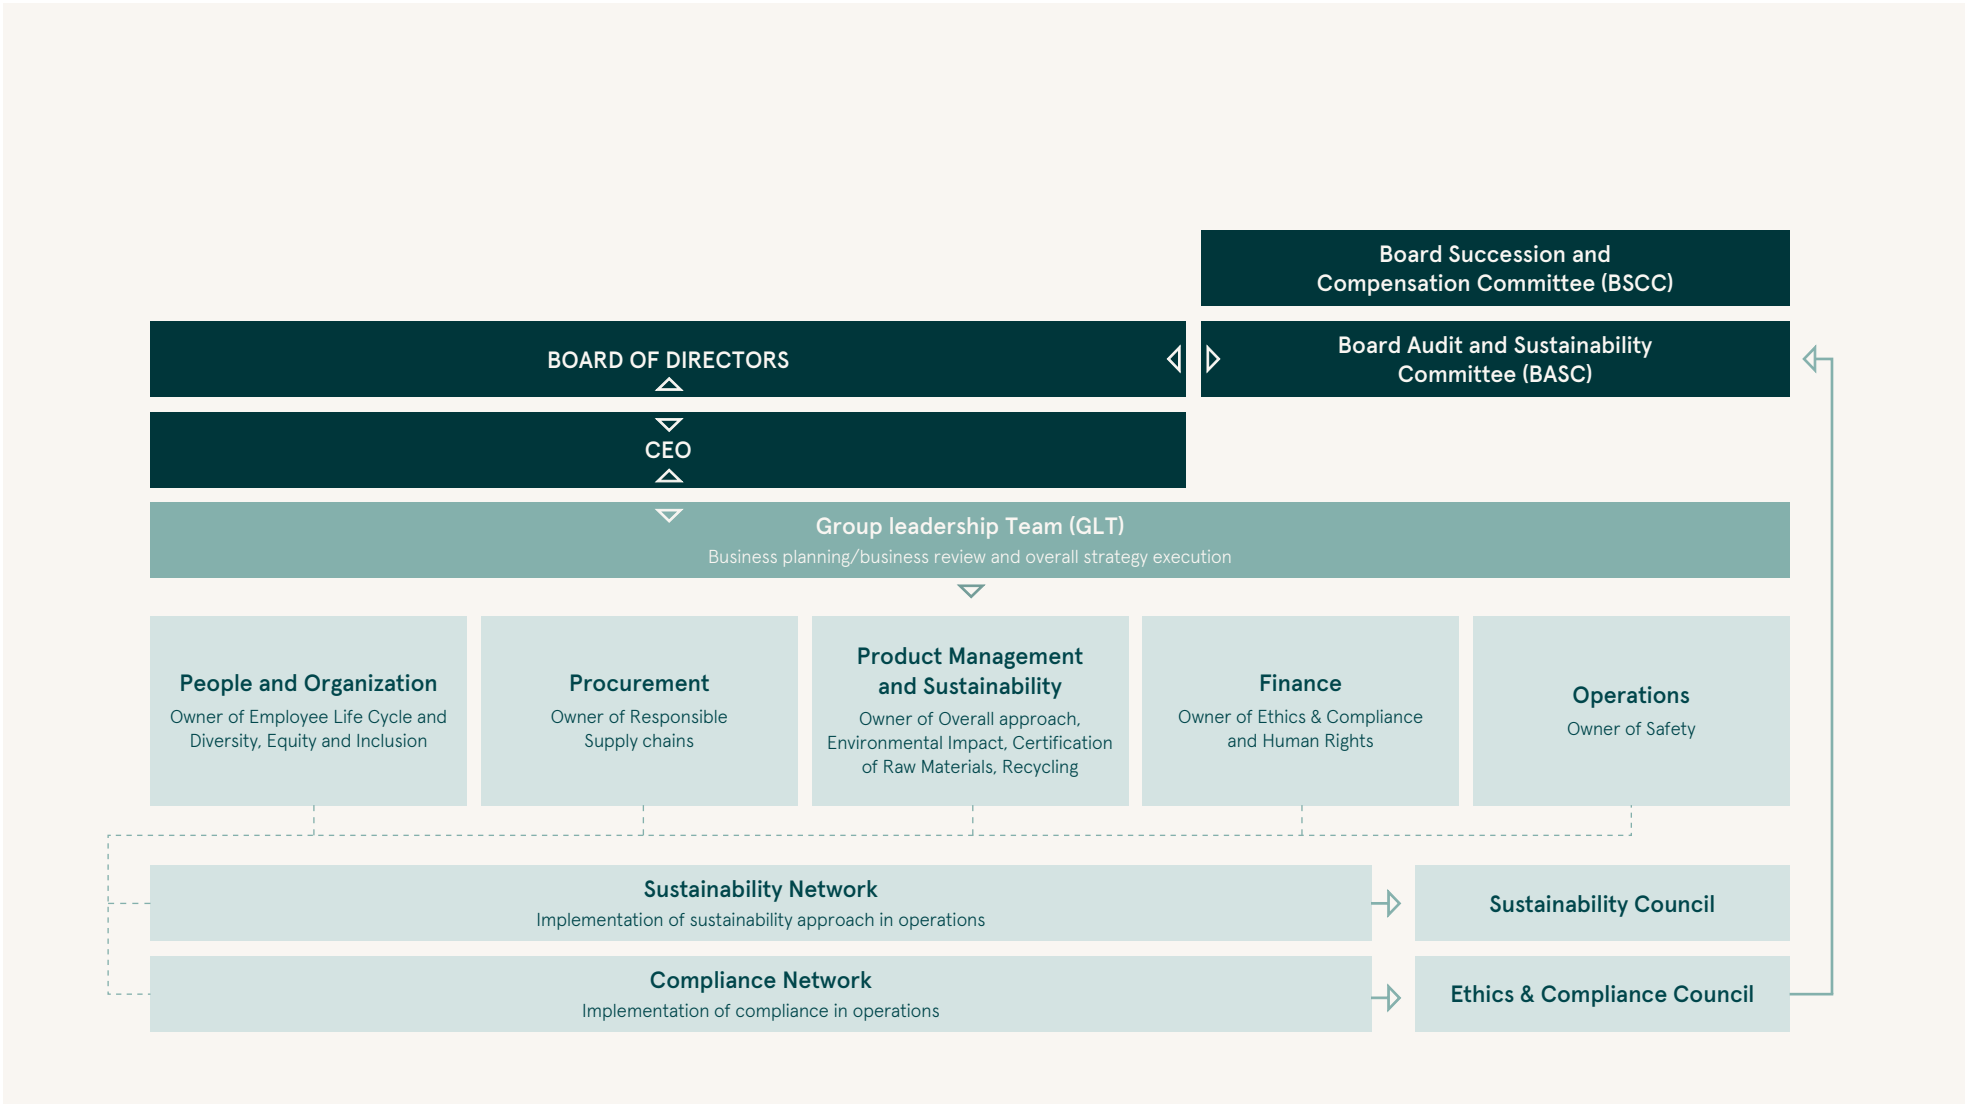 Board Succession and
Compensation Committee (BSCC)
BOARD OF DIRECTORS
Board Audit and Sustainability
Committee (BASC)
CEO
Group leadership Team (GLT)
Business planning/business review and overall strategy execution
People and Organization
Owner of Employee Life Cycle and
Diversity, Equity and Inclusion
Procurement
Owner of Responsible
Supply chains
Product Management
and Sustainability
Owner of Overall approach,
Environmental Impact, Certification
of Raw Materials, Recycling
Finance
Owner of Ethics & Compliance
and Human Rights
Operations
Owner of Safety
Sustainability Network
Implementation of sustainability approach in operations
Sustainability Council
Compliance Network
Implementation of compliance in operations
Ethics & Compliance Council